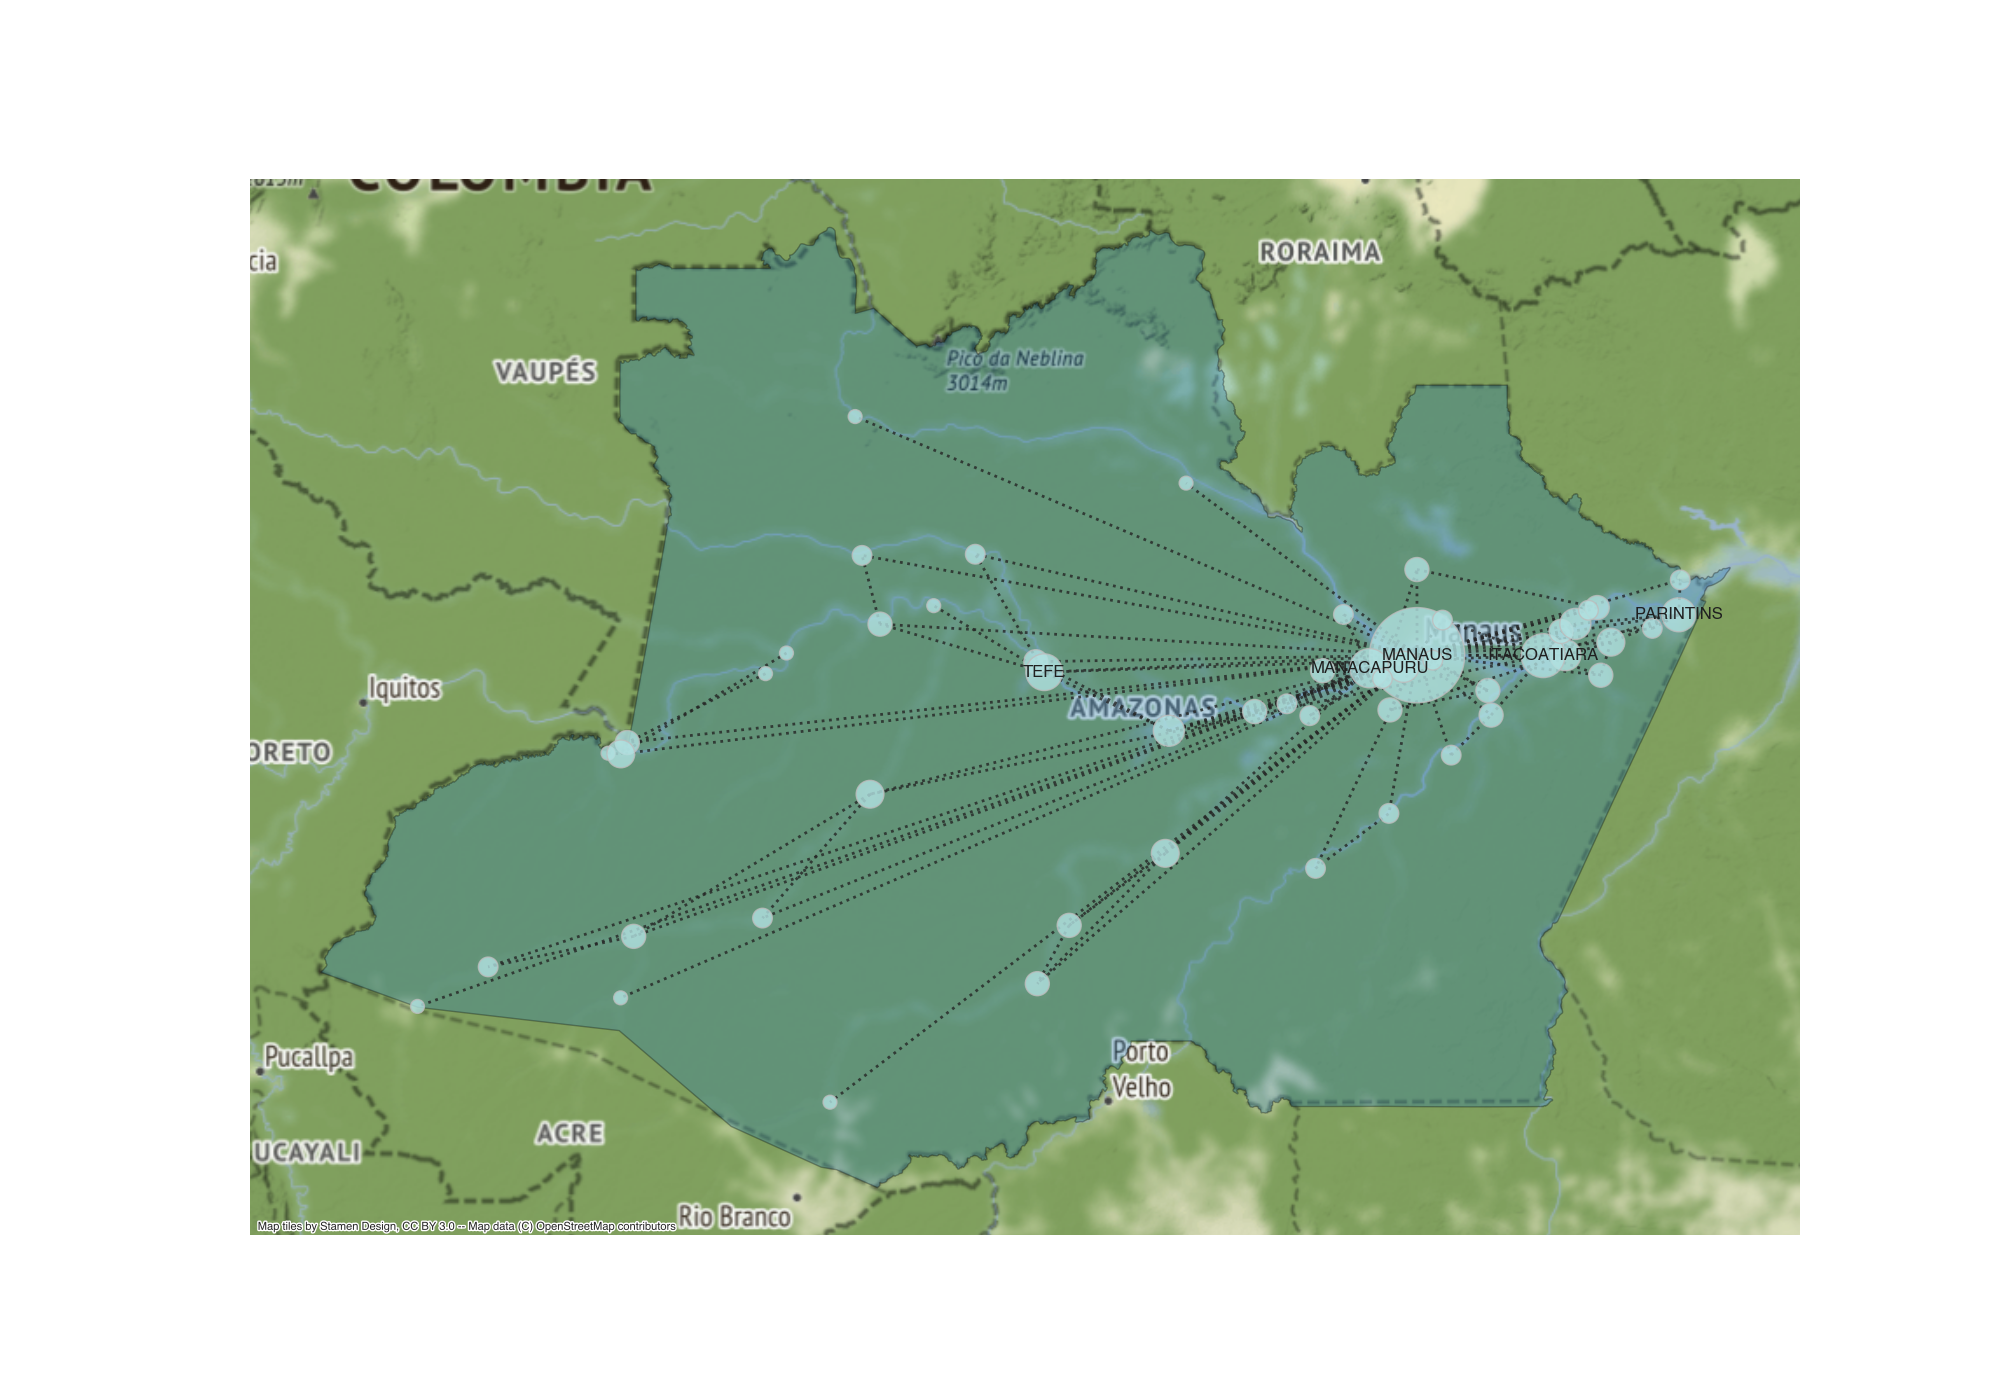 COLOMBIA
RORAIMA
cia
Pico da Neblina
3014m
VAUPÉS
PARINTINS
Manaus
MANAUS
ITACOATIARA
MANACAPURU
TEFE
Iquitos
AMAZONAS
ORETO
Porto
Velho
Pucallpa
ACRE
UCAYALI
Rio Branco
Map tiles by Stamen Design, CC BY 3.0 -- Map data (C) OpenStreetMap contributors